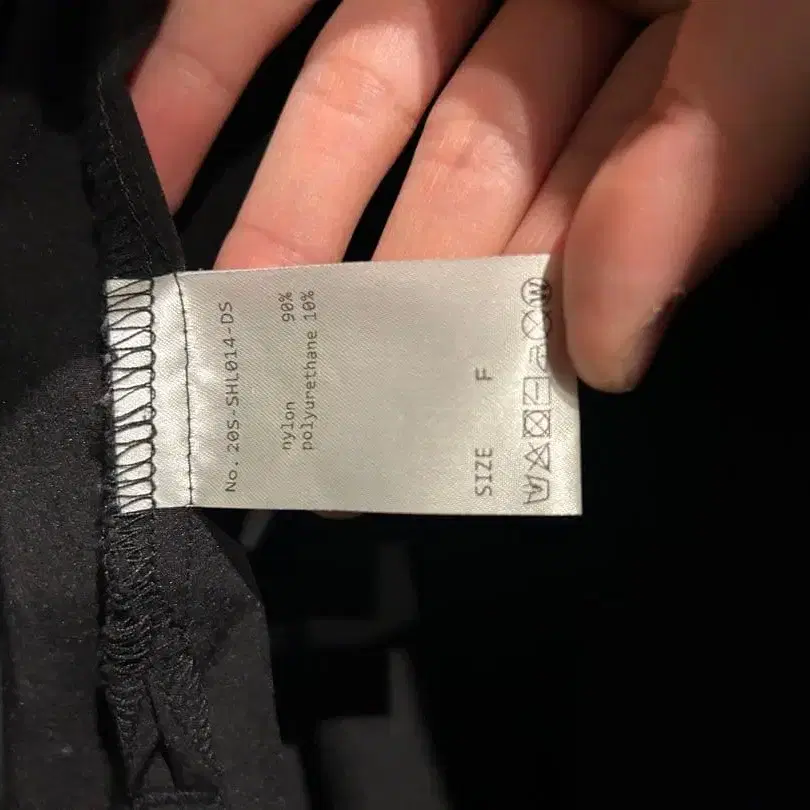 No. 20S-SHL014-DS
nylon 90%
polyurethane 10%
SIZE F